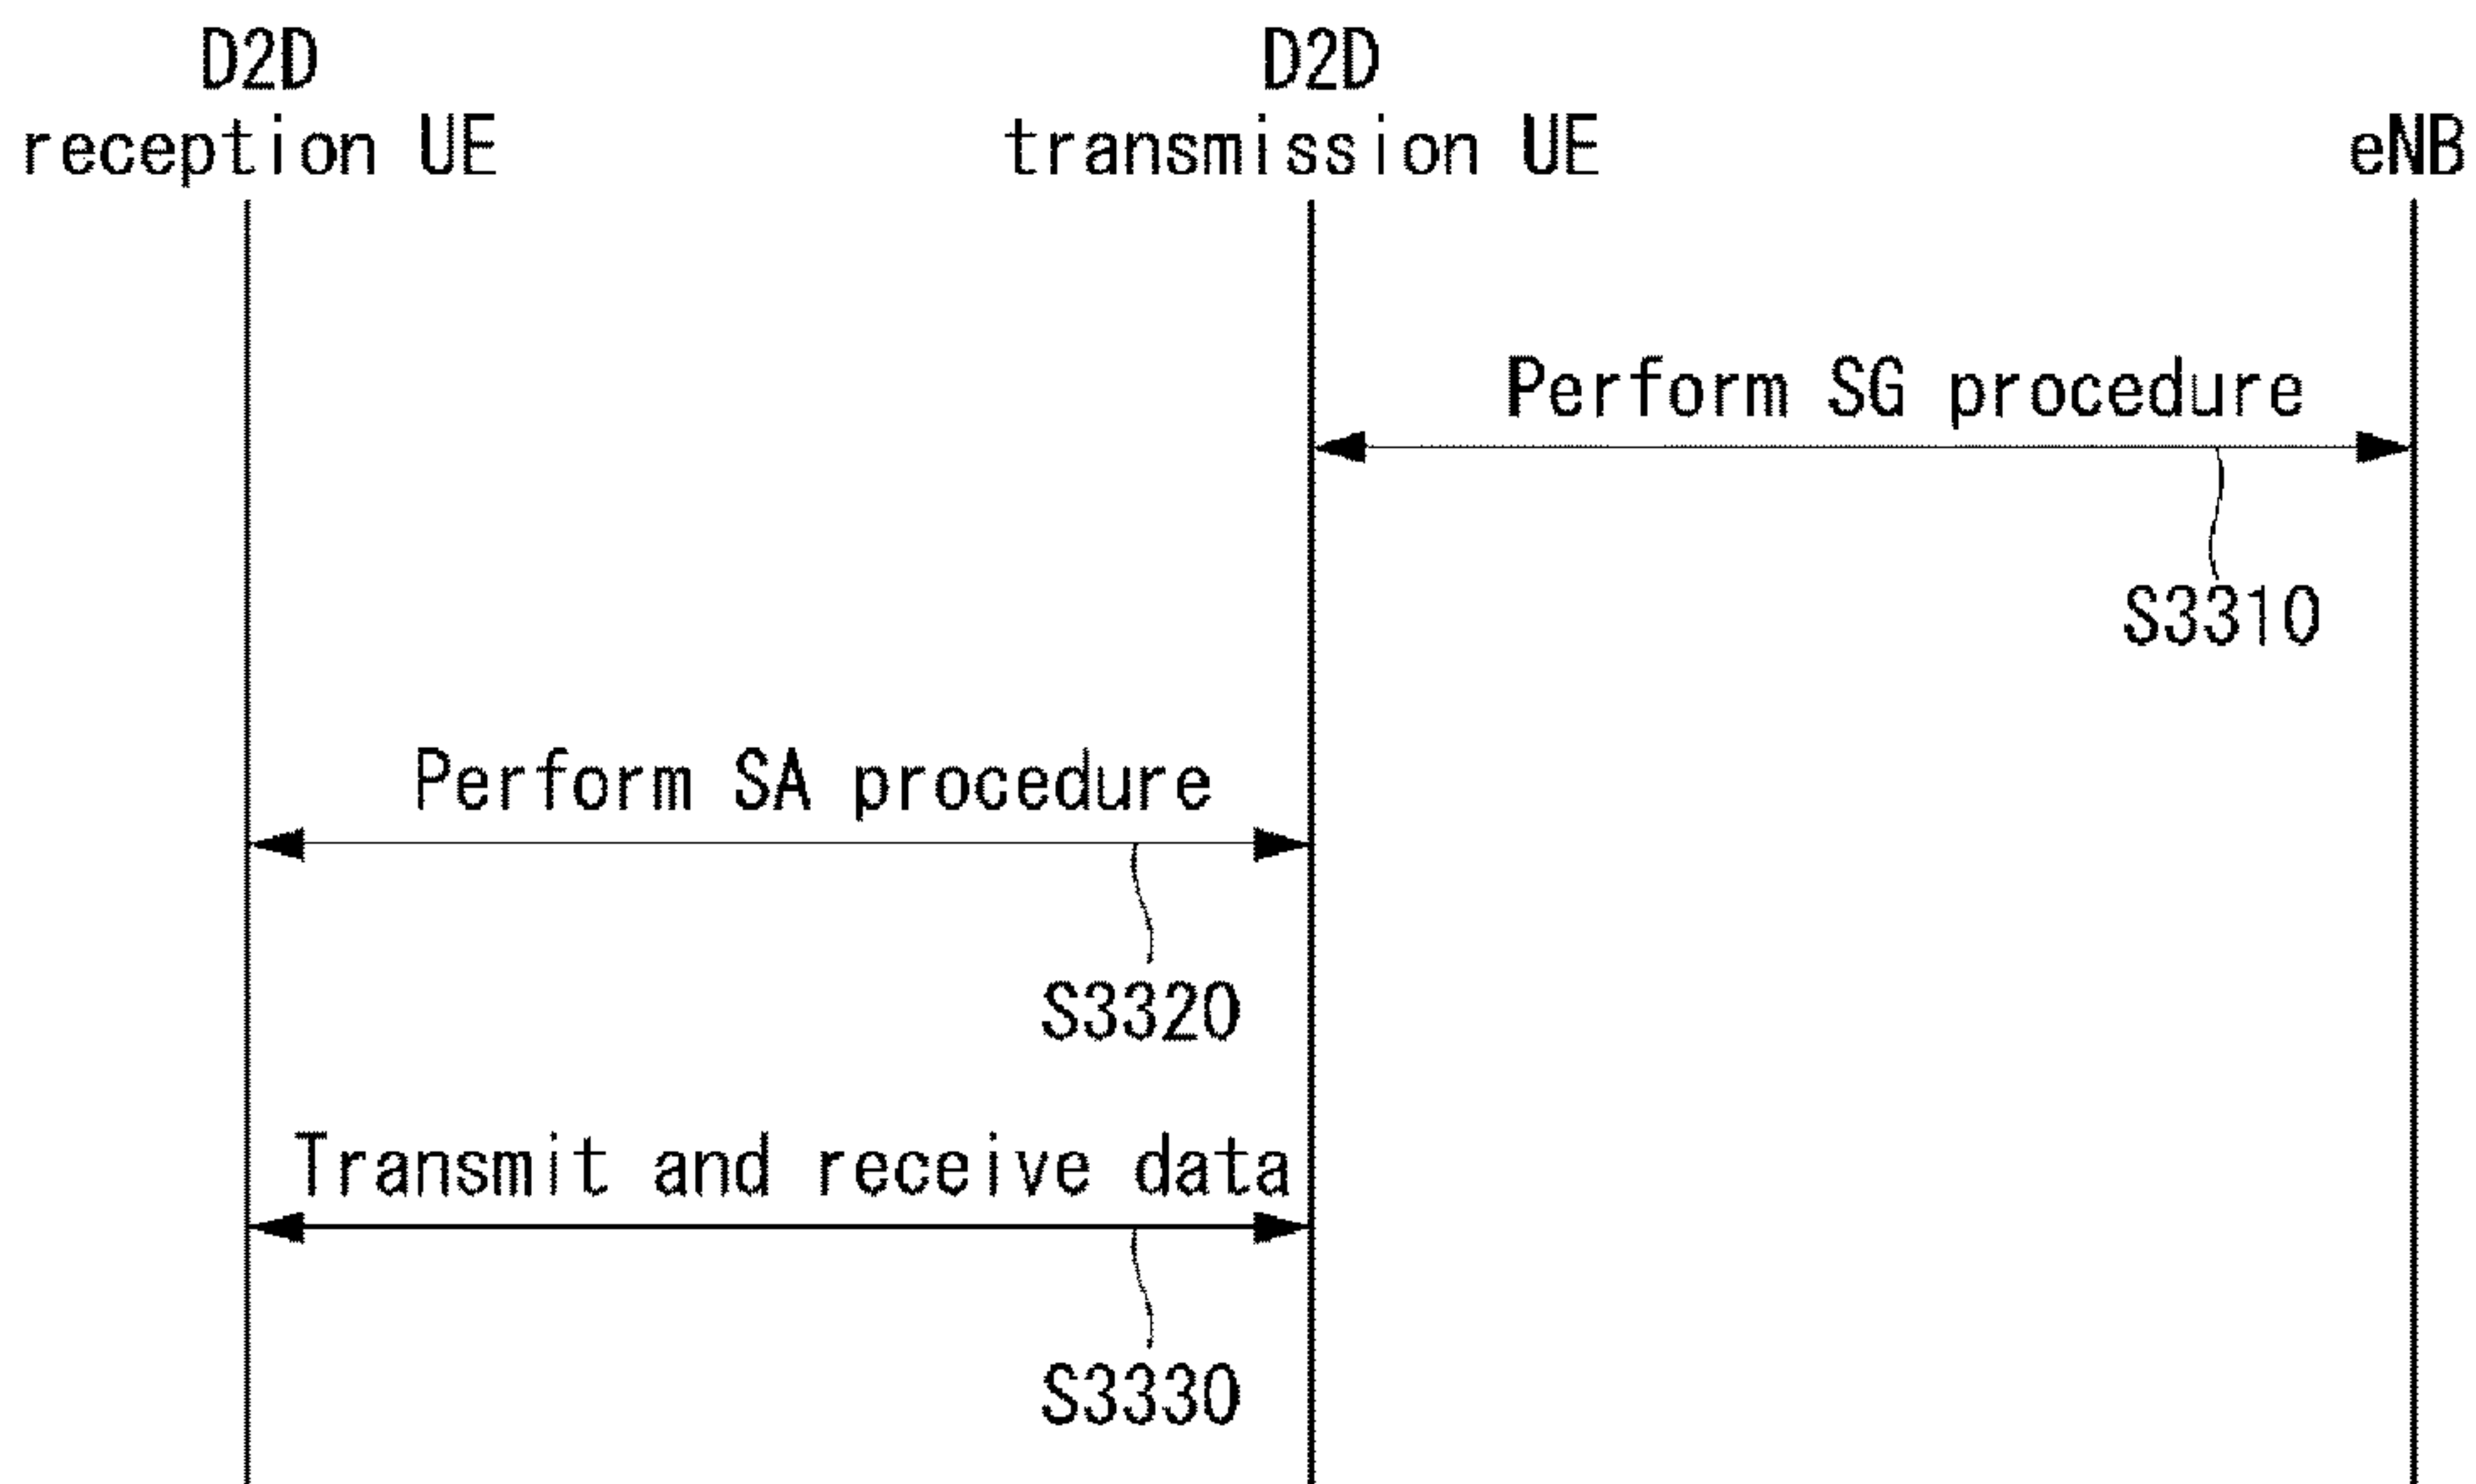 D2D
reception UE
D2D
transmission UE
eNB
Perform SG procedure
S3310
Perform SA procedure
S3320
Transmit and receive data
S3330